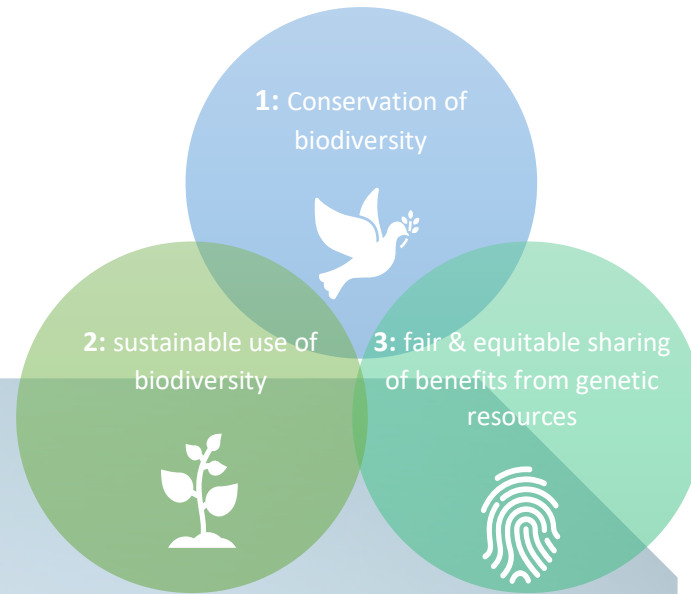 1: Conservation of
biodiversity
2: sustainable use of
biodiversity
3: fair & equitable sharing
of benefits from genetic
resources